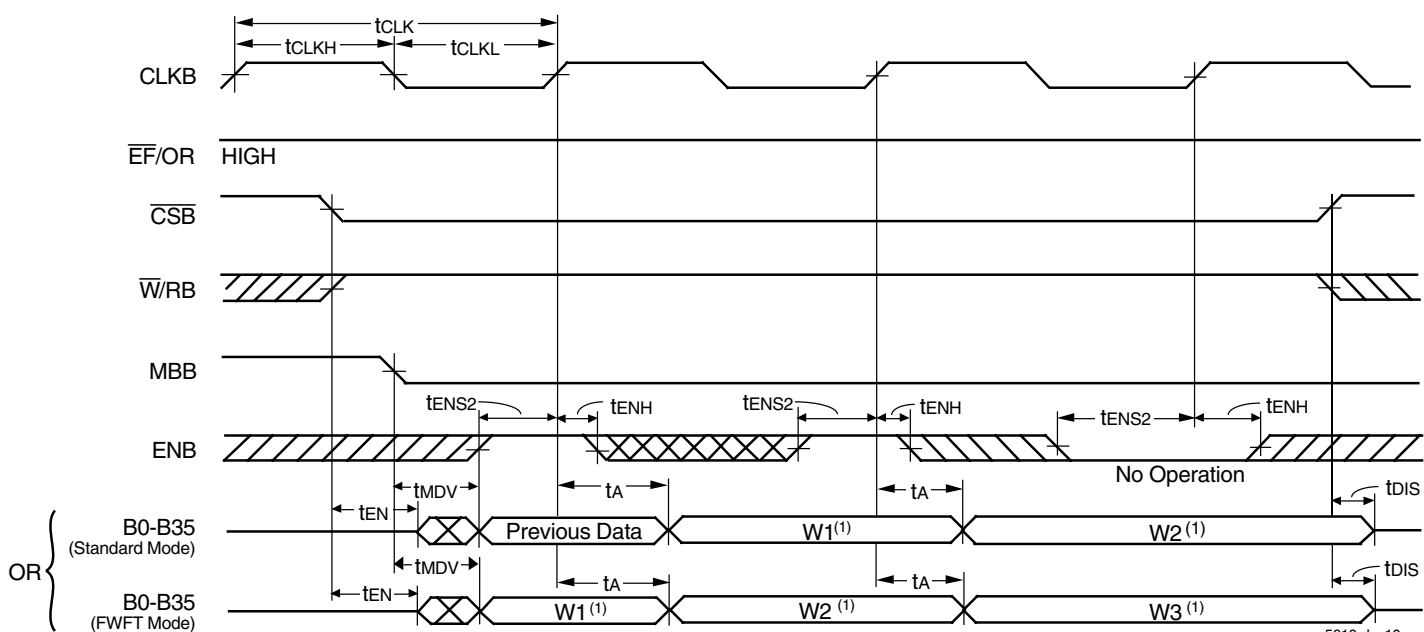 tCLK
tCLKH
tCLKL
CLKB
EF/OR HIGH
CSB
W/RB
MBB
tENS2
tENH
tENS2
tENH
tENS2
tENH
ENB
No Operation
tMDV
tA
tA
tEN
tDIS
B0-B35
(Standard Mode)
Previous Data
W1(1)
W2(1)
OR
tMDV
tA
tA
tEN
tDIS
B0-B35
(FWFT Mode)
W1(1)
W2(1)
W3(1)